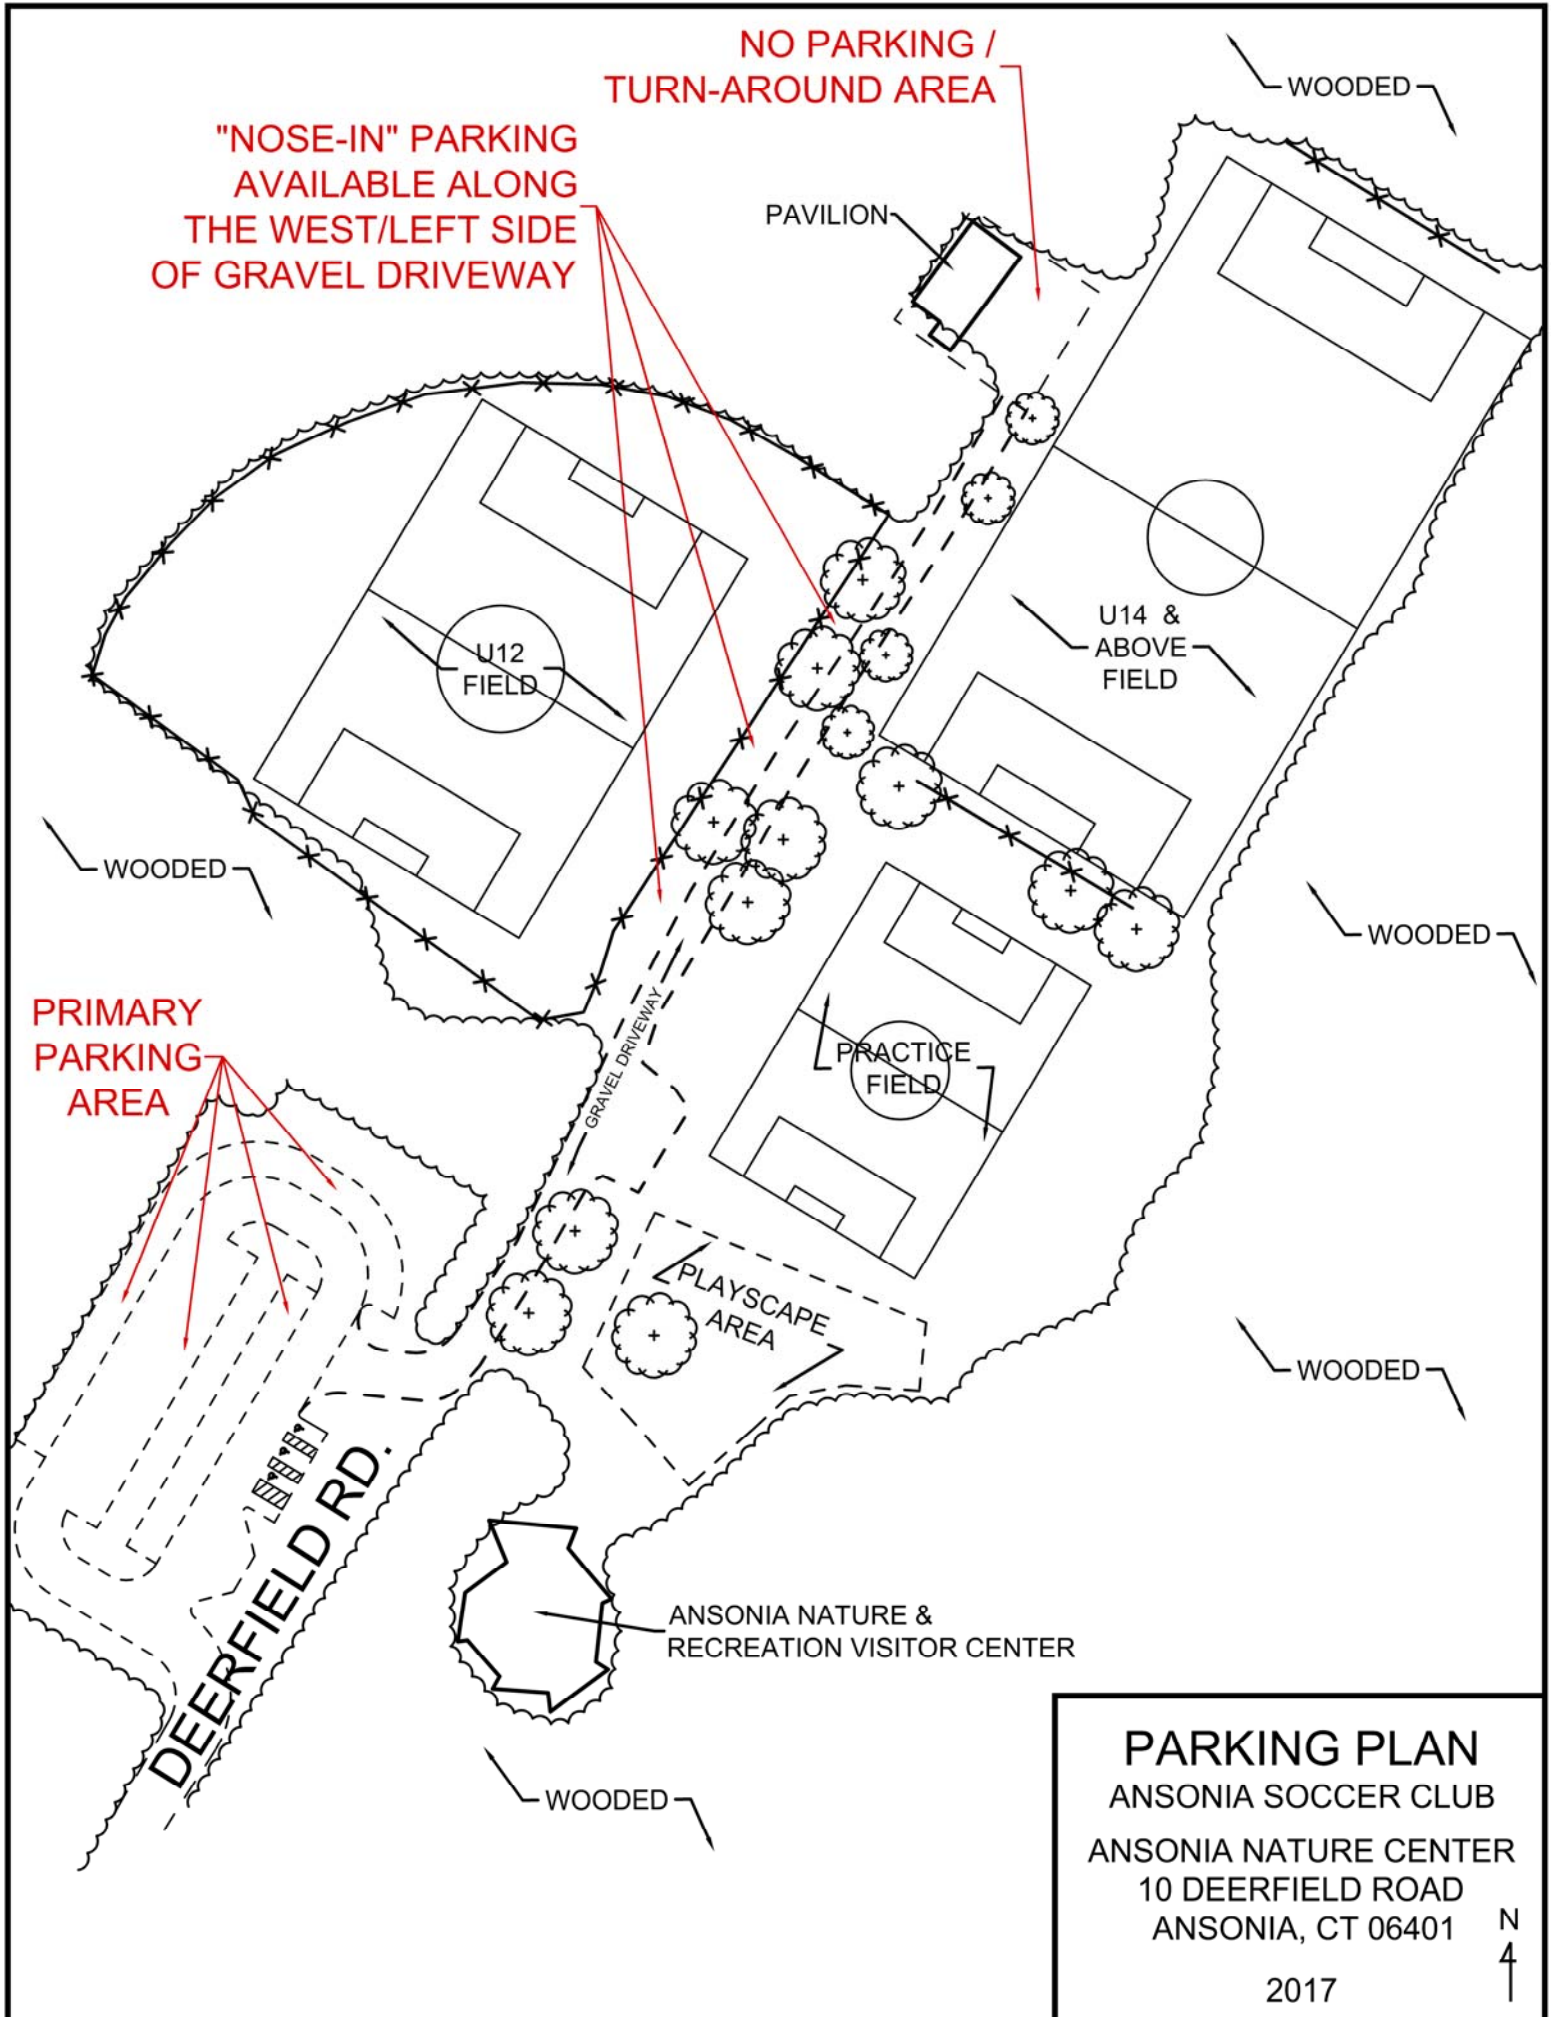 NO PARKING /
TURN-AROUND AREA
WOODED
"NOSE-IN" PARKING
AVAILABLE ALONG
THE WEST/LEFT SIDE
OF GRAVEL DRIVEWAY
PAVILION
U14 &
ABOVE
FIELD
U12
FIELD
WOODED
WOODED
PRIMARY
PARKING
AREA
GRAVEL DRIVEWAY
PRACTICE
FIELD
PLAYSCAPE
AREA
WOODED
DEERFIELD RD.
ANSONIA NATURE &
RECREATION VISITOR CENTER
WOODED
PARKING PLAN
ANSONIA SOCCER CLUB
ANSONIA NATURE CENTER
10 DEERFIELD ROAD
ANSONIA, CT 06401
N
2017